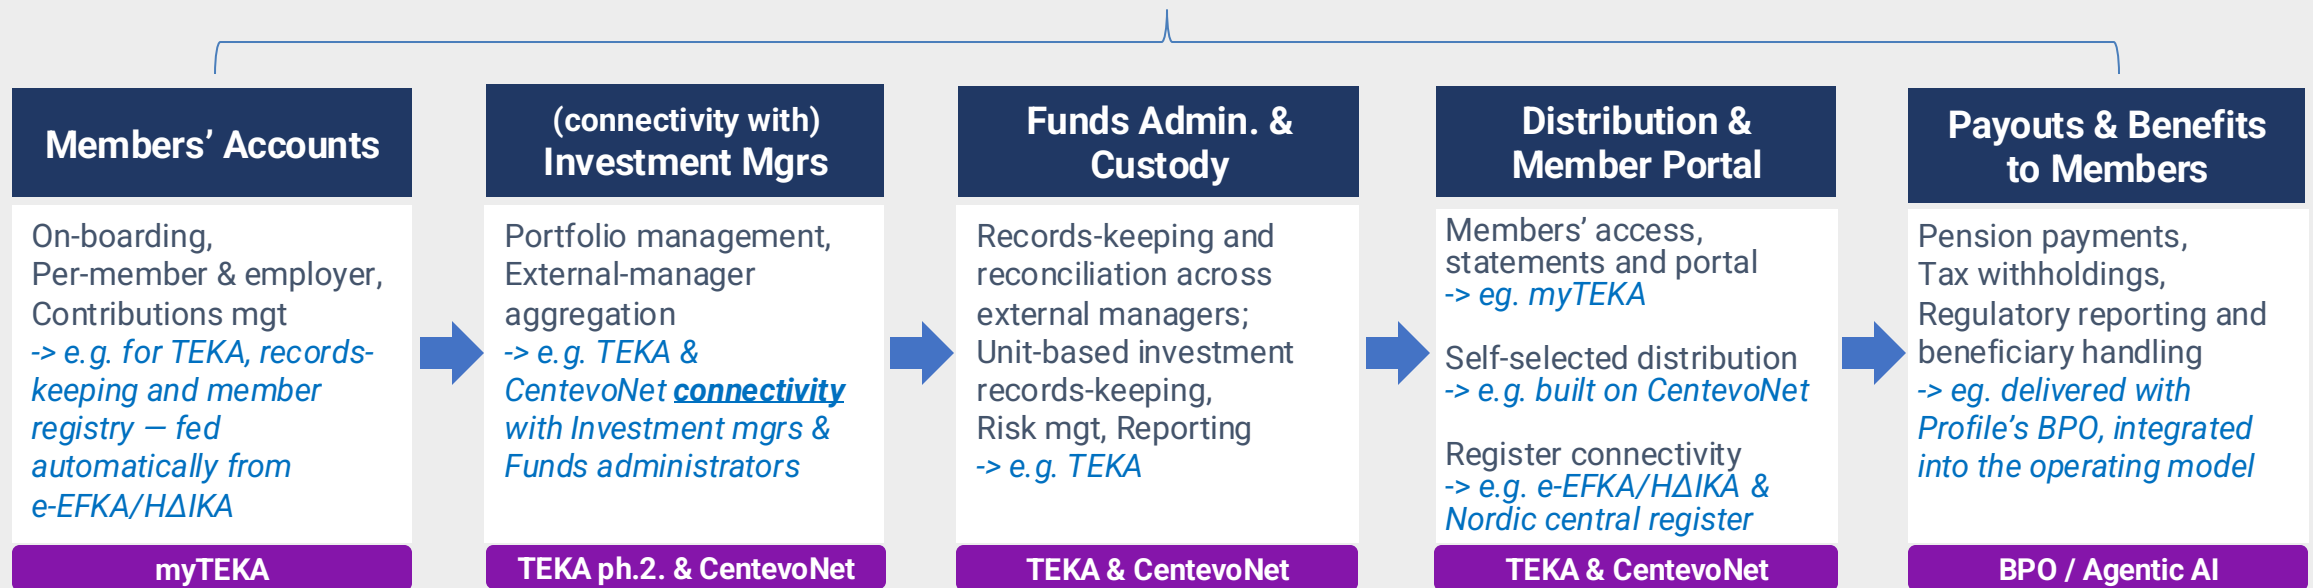 Members’ Accounts
On-boarding,
Per-member & employer,
Contributions mgt
-> e.g. for TEKA, records-
keeping and member
registry — fed
automatically from
e-EFKA/ΗΔΙΚΑ
myTEKA
(connectivity with)
Investment Mgrs
Portfolio management,
External-manager
aggregation
-> e.g. TEKA &
CentevoNet connectivity
with Investment mgrs &
Funds administrators
TEKA ph.2. & CentevoNet
Funds Admin. &
Custody
Records-keeping and
reconciliation across
external managers;
Unit-based investment
records-keeping,
Risk mgt, Reporting
-> e.g. TEKA
TEKA & CentevoNet
Distribution &
Member Portal
Members’ access,
statements and portal
-> eg. myTEKA
Self-selected distribution
-> e.g. built on CentevoNet
Register connectivity
-> e.g. e-EFKA/ΗΔΙΚΑ &
Nordic central register
TEKA & CentevoNet
Payouts & Benefits
to Members
Pension payments,
Tax withholdings,
Regulatory reporting and
beneficiary handling
-> eg. delivered with
Profile’s BPO, integrated
into the operating model
BPO / Agentic AI